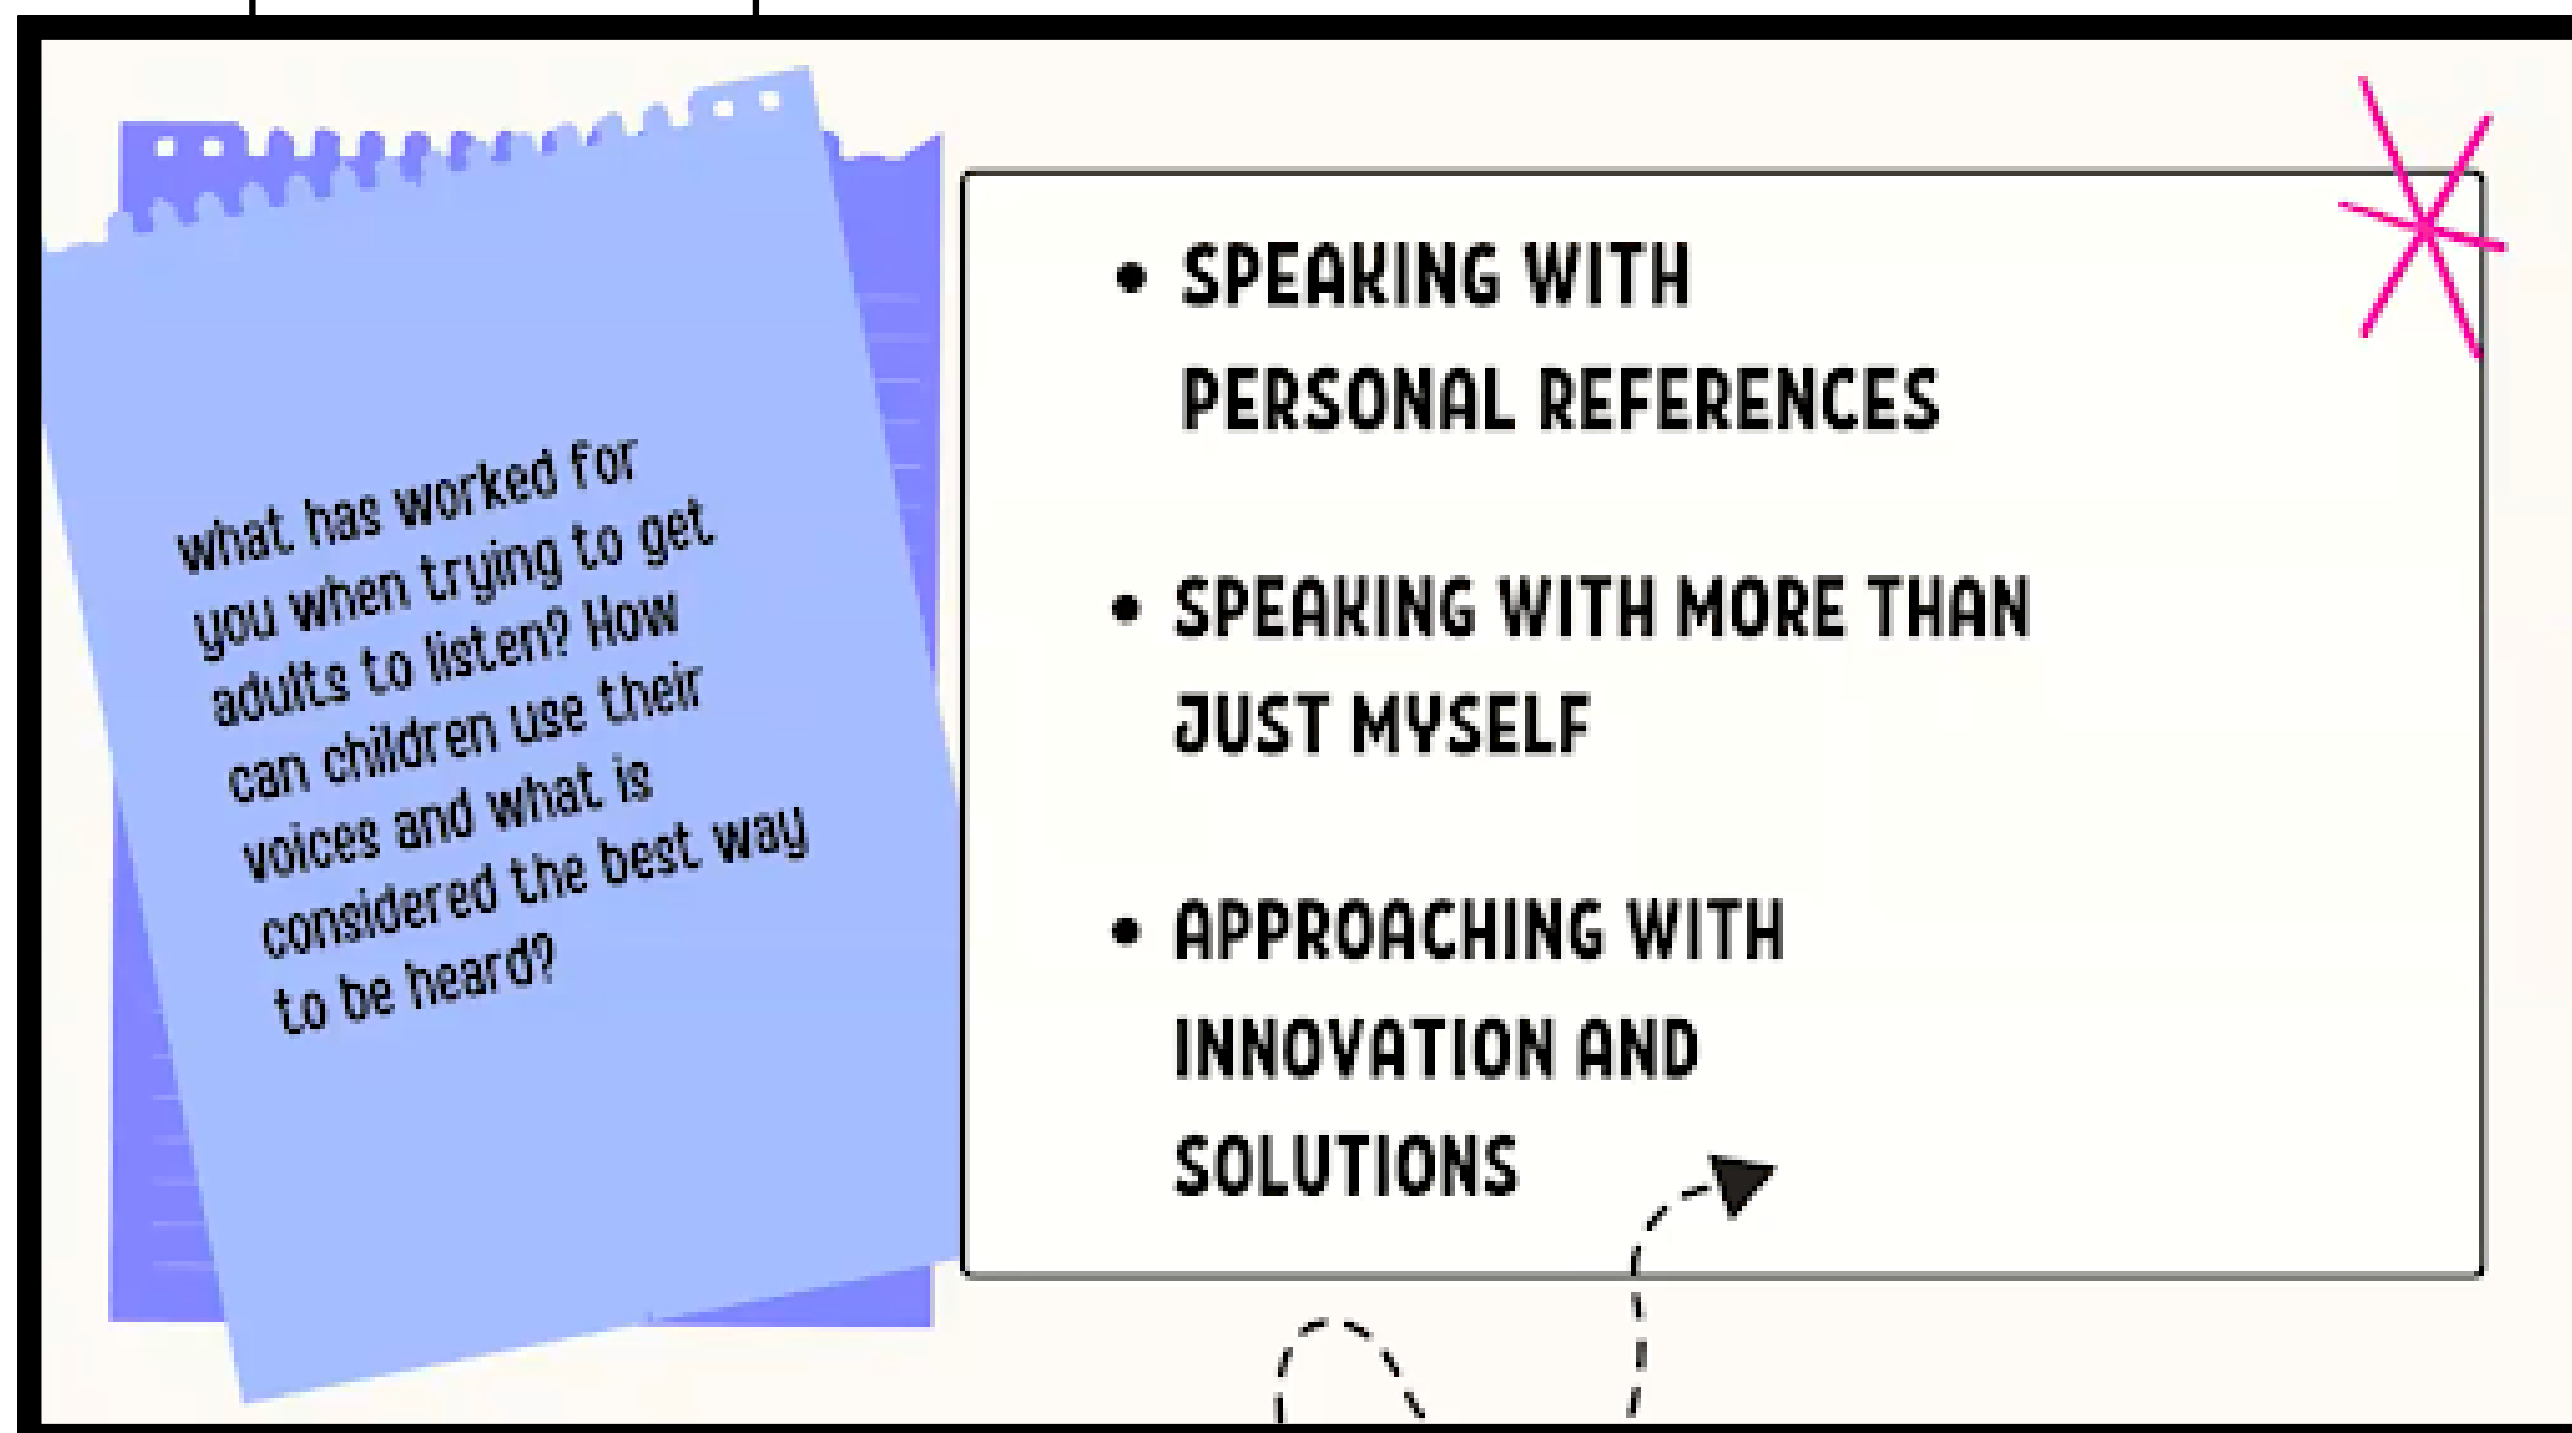 what has worked for
you when trying to get
adults to listen? How
can children use their
voices and what is
considered the best way
to be heard?
• SPEAKING WITH
PERSONAL REFERENCES
• SPEAKING WITH MORE THAN
JUST MYSELF
• APPROACHING WITH
INNOVATION AND
SOLUTIONS